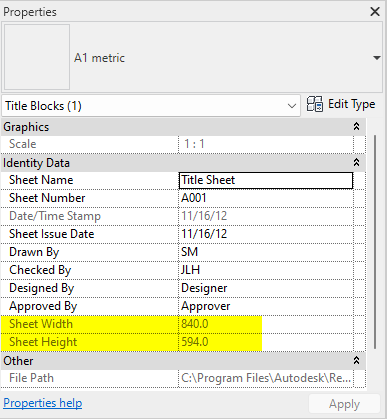 Properties
A1 metric
Title Blocks (1)
Edit Type
Graphics
Scale 1 : 1
Identity Data
Sheet Name Title Sheet
Sheet Number A001
Date/Time Stamp 11/16/12
Sheet Issue Date 11/16/12
Drawn By SM
Checked By JLH
Designed By Designer
Approved By Approver
Sheet Width 840.0
Sheet Height 594.0
Other
File Path C:\Program Files\Autodesk\Re...
Properties help
Apply